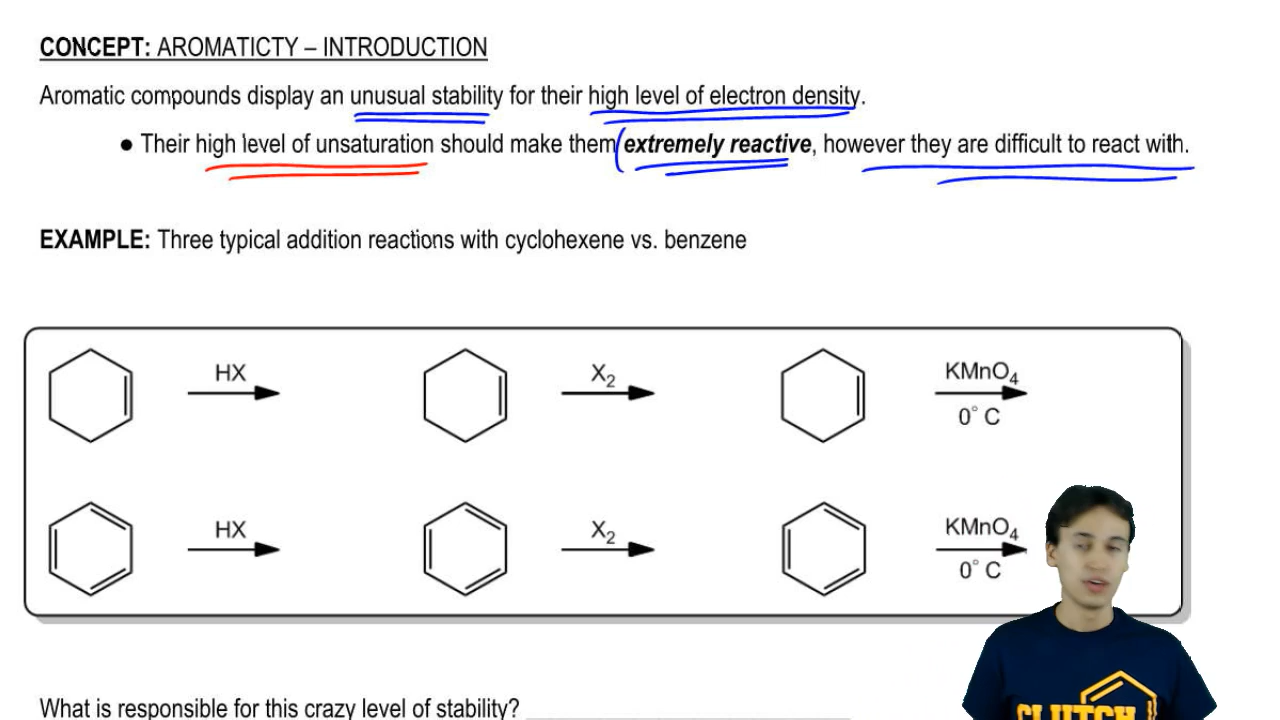 CONCEPT: AROMATICTY – INTRODUCTION
Aromatic compounds display an unusual stability for their high level of electron density.
● Their high level of unsaturation should make them extremely reactive, however they are difficult to react with.
EXAMPLE: Three typical addition reactions with cyclohexene vs. benzene
HX X₂ KMnO₄
0° C
HX X₂ KMnO₄
0° C
What is responsible for this crazy level of stability?
CLUTCH